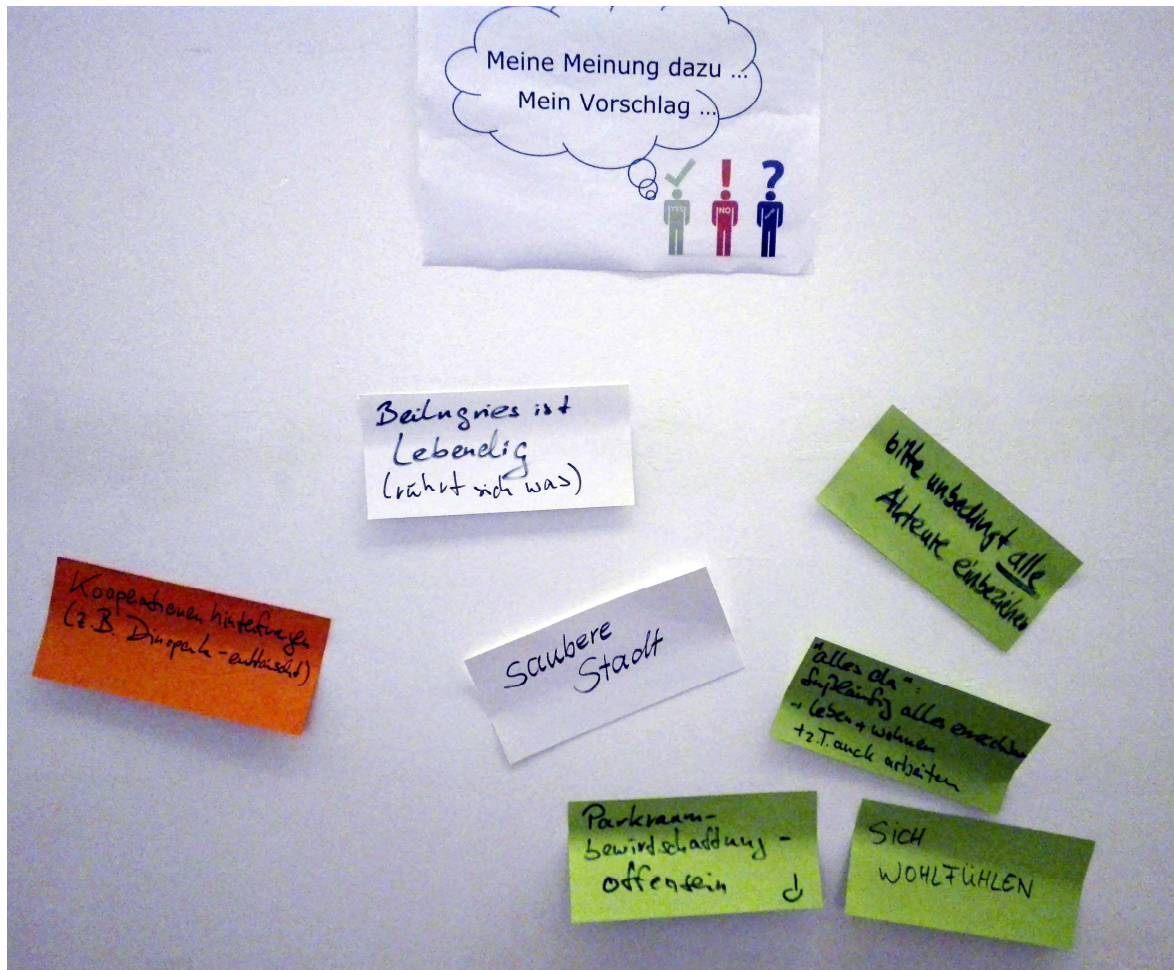 Meine Meinung dazu ...
Mein Vorschlag ...
YES
NO
Beilngries ist
Lebendig
(rührt sich was)
bitte unbedingt alle
Akteure einbeziehen
Kooperationen hinterfragen
(z.B. Dinopark - enttäuscht)
saubere
Stadt
"alles da":
fußläufig alles erreichbar
→ leben + wohnen
+ z.T. auch arbeiten
Parkraum-
bewirtschaftung -
offensein
SICH
WOHLFÜHLEN